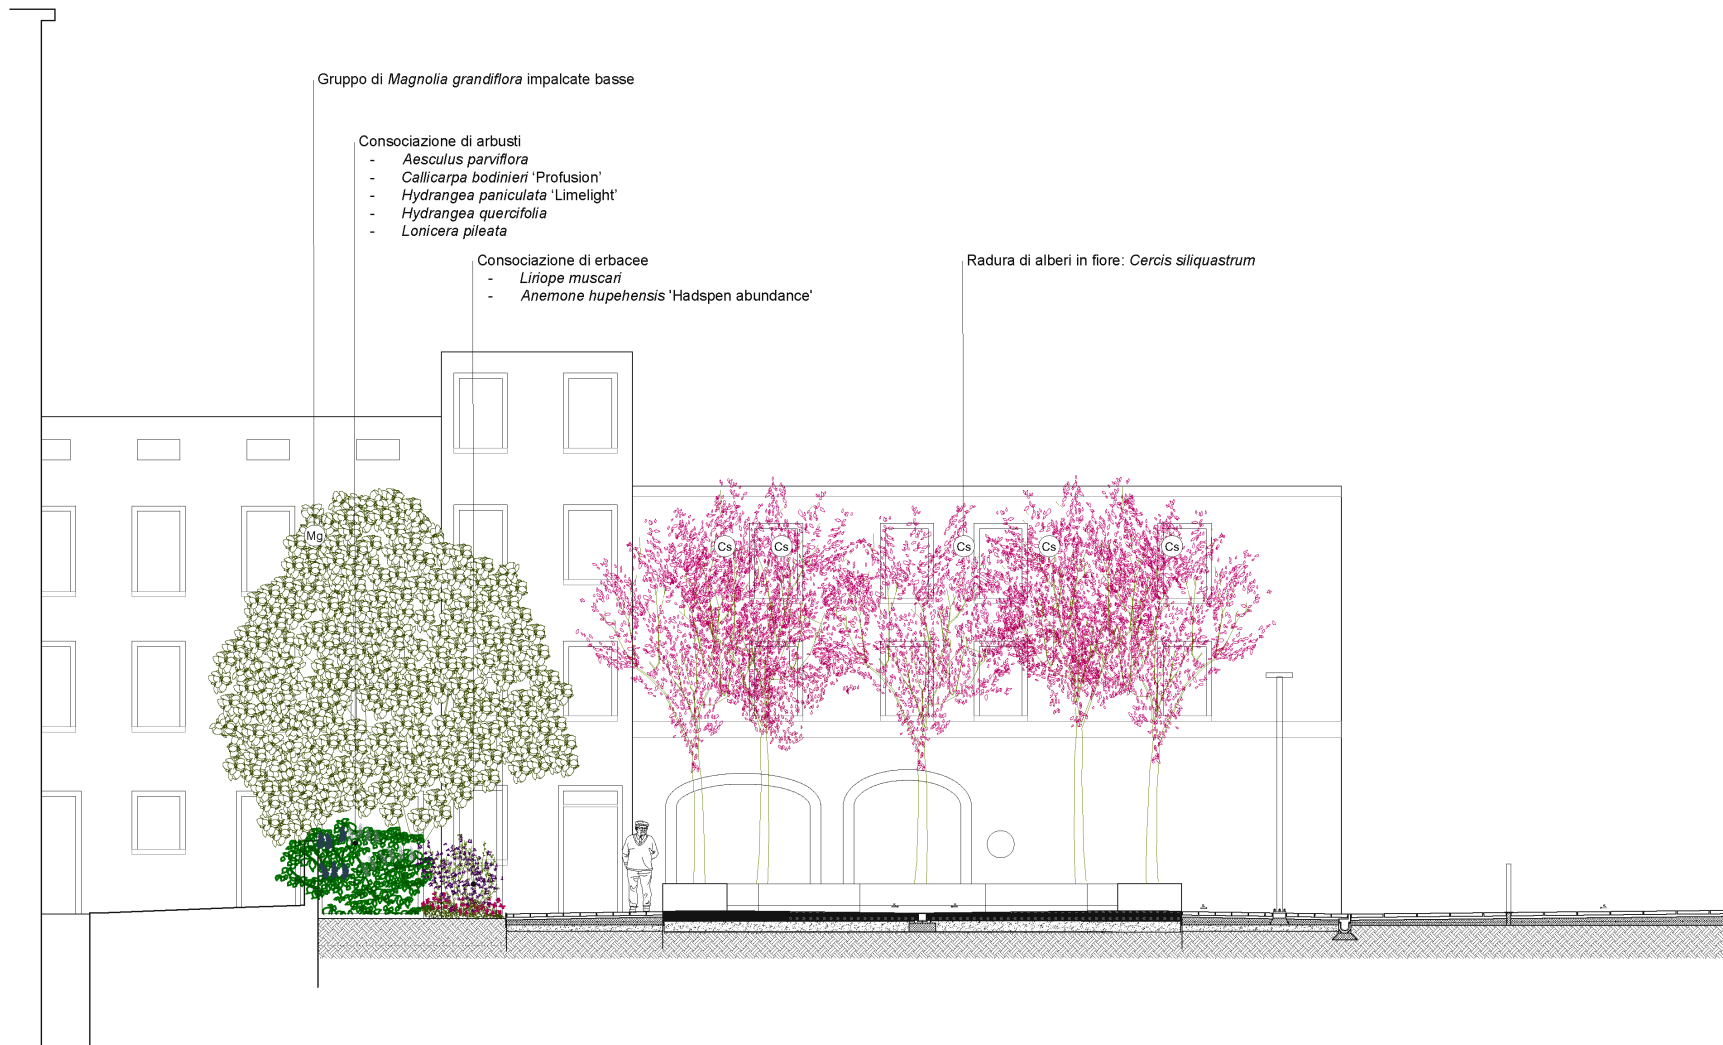 Gruppo di Magnolia grandiflora impalcate basse
Consociazione di arbusti
- Aesculus parviflora
- Callicarpa bodinieri ‘Profusion’
- Hydrangea paniculata ‘Limelight’
- Hydrangea quercifolia
- Lonicera pileata
Consociazione di erbacee
- Liriope muscari
- Anemone hupehensis 'Hadspen abundance'
Radura di alberi in fiore: Cercis siliquastrum
Mg
Cs
Cs
Cs
Cs
Cs